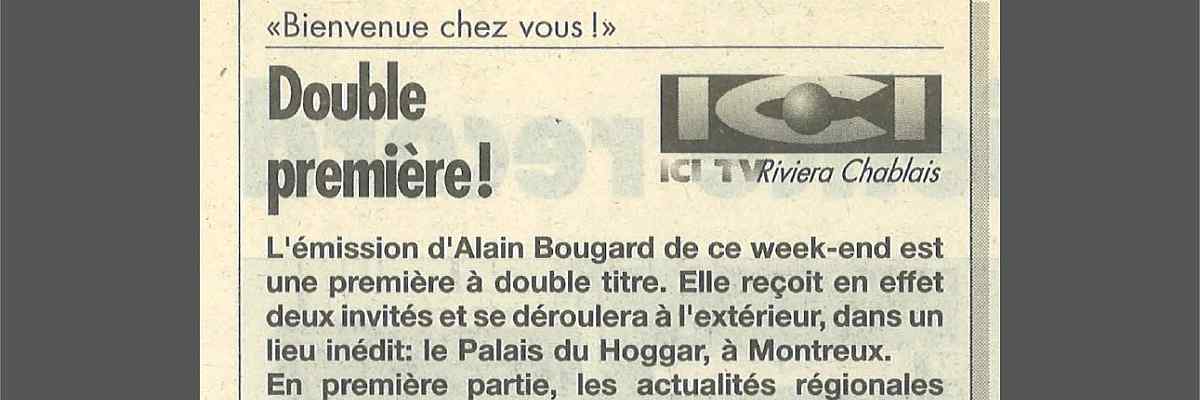 «Bienvenue chez vous!»
Double
première!
ICI
ICI TV Riviera Chablais
L'émission d'Alain Bougard de ce week-end est
une première à double titre. Elle reçoit en effet
deux invités et se déroulera à l'extérieur, dans un
lieu inédit: le Palais du Hoggar, à Montreux.
En première partie, les actualités régionales